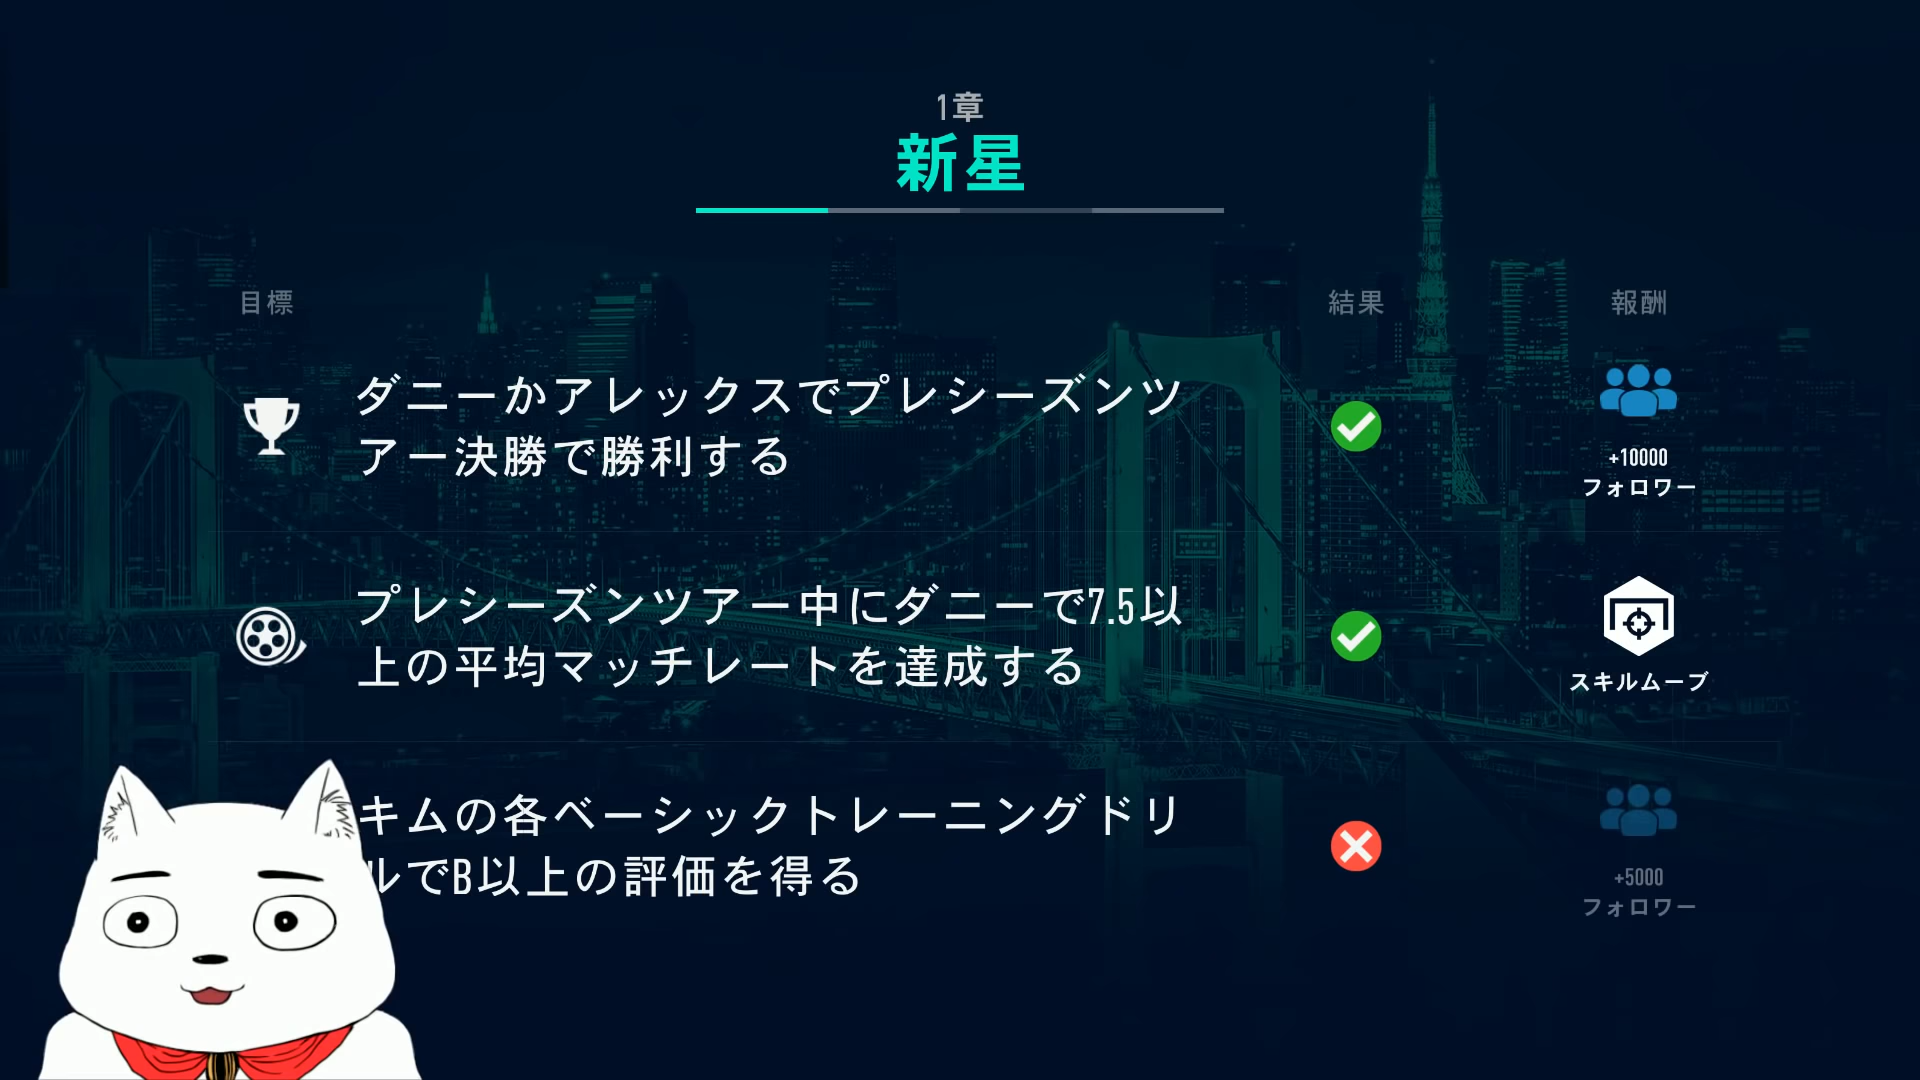 1章
新星
目標 結果 報酬
ダニーかアレックスでプレシーズンツ
アー決勝で勝利する
+10000
フォロワー
プレシーズンツアー中にダニーで7.5以
上の平均マッチレートを達成する
スキルムーブ
キムの各ベーシックトレーニングドリ
ルでB以上の評価を得る
+5000
フォロワー